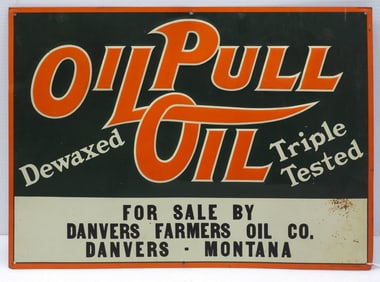 OILPULL
OIL
Dewaxed
Triple
Tested
FOR SALE BY
DANVERS FARMERS OIL CO.
DANVERS - MONTANA